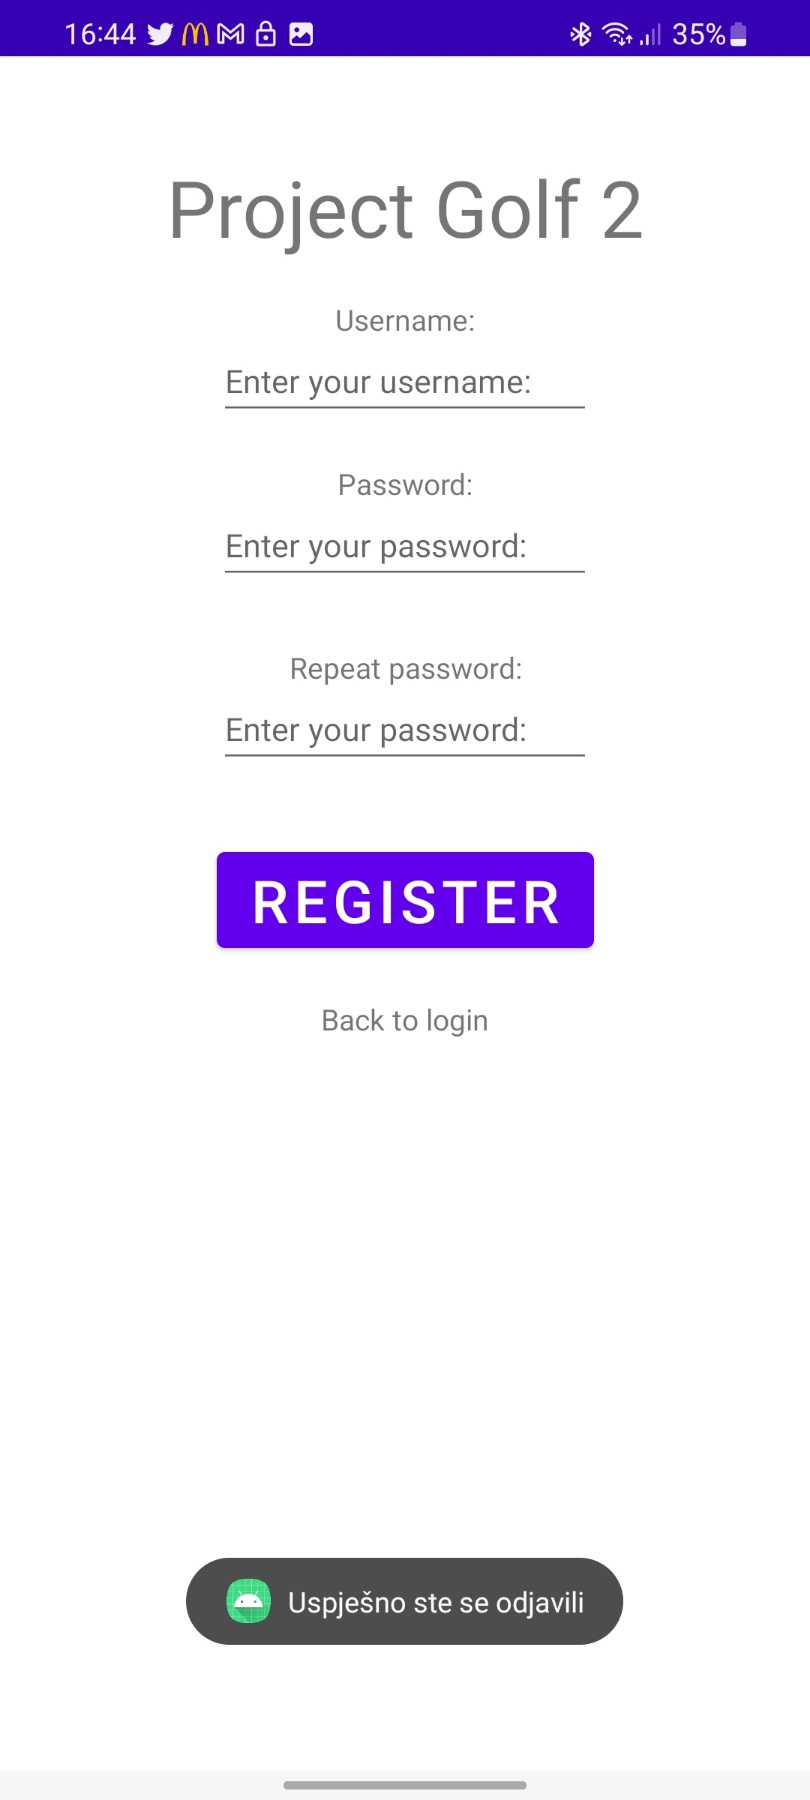 16:44 35%
Project Golf 2
Username:
Enter your username:
Password:
Enter your password:
Repeat password:
Enter your password:
REGISTER
Back to login
Uspješno ste se odjavili